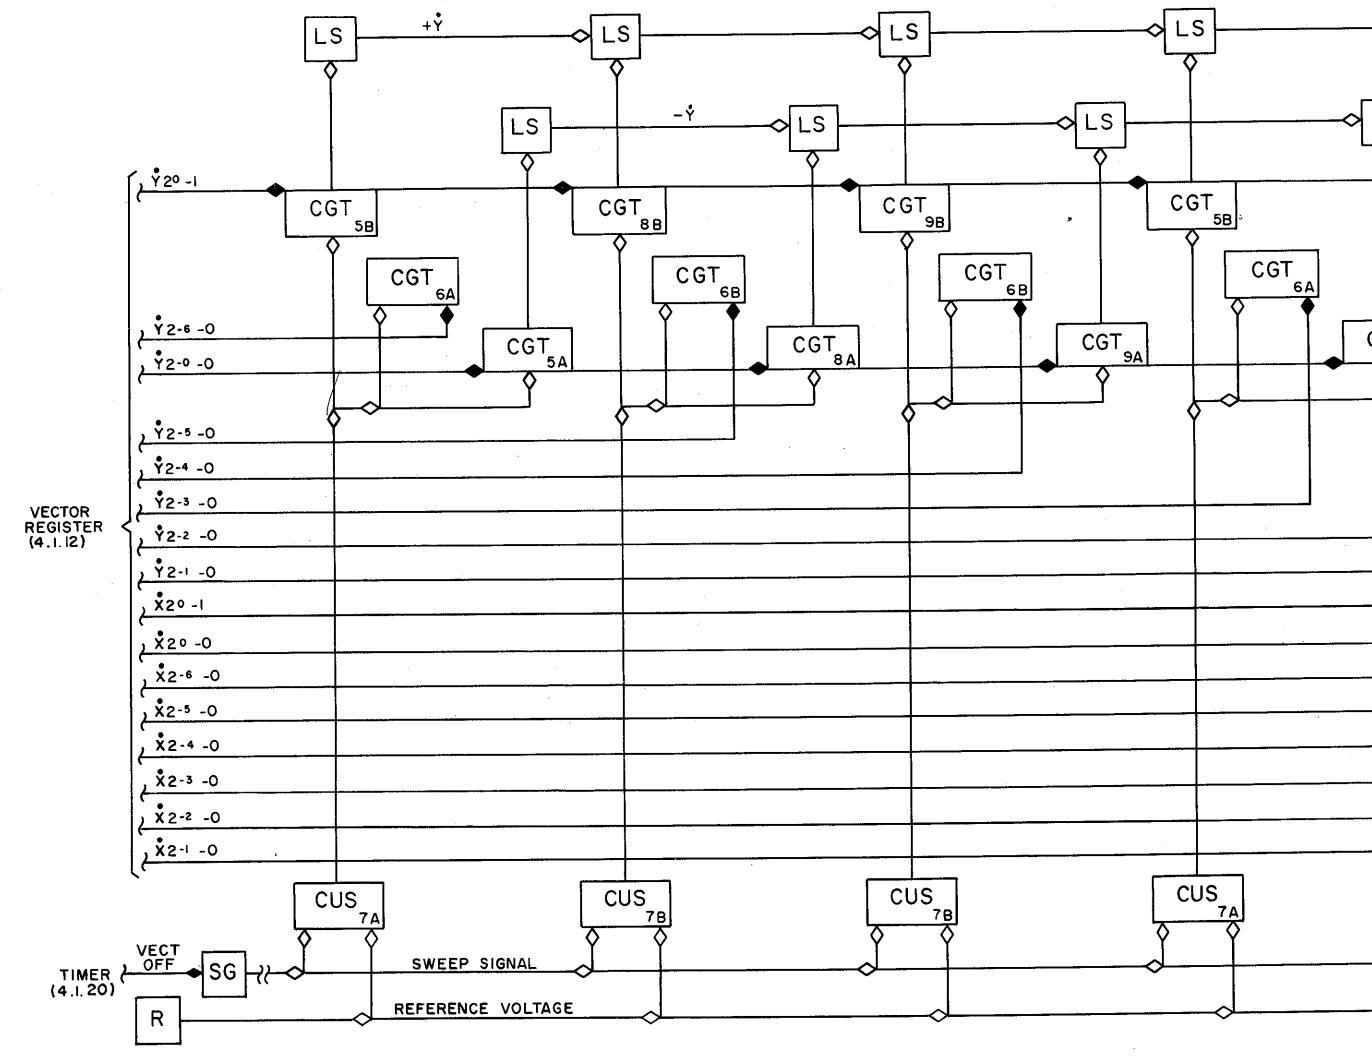 LS
+Ẏ
LS
LS
LS
LS
-Ẏ
LS
LS
Ẏ2⁰ -1
CGT 5B
CGT 8B
CGT 9B
CGT 5B
CGT 6A
CGT 6B
CGT 6B
CGT 6A
Ẏ2-6 -0
Ẏ2-0 -0
CGT 5A
CGT 8A
CGT 9A
Ẏ2-5 -0
Ẏ2-4 -0
Ẏ2-3 -0
VECTOR
REGISTER
(4.1.12)
Ẏ2-2 -0
Ẏ2-1 -0
Ẋ2⁰ -1
Ẋ2⁰ -0
Ẋ2-6 -0
Ẋ2-5 -0
Ẋ2-4 -0
Ẋ2-3 -0
Ẋ2-2 -0
Ẋ2-1 -0
CUS 7A
CUS 7B
CUS 7B
CUS 7A
VECT
OFF
TIMER
(4.1.20)
SG
SWEEP SIGNAL
R
REFERENCE VOLTAGE